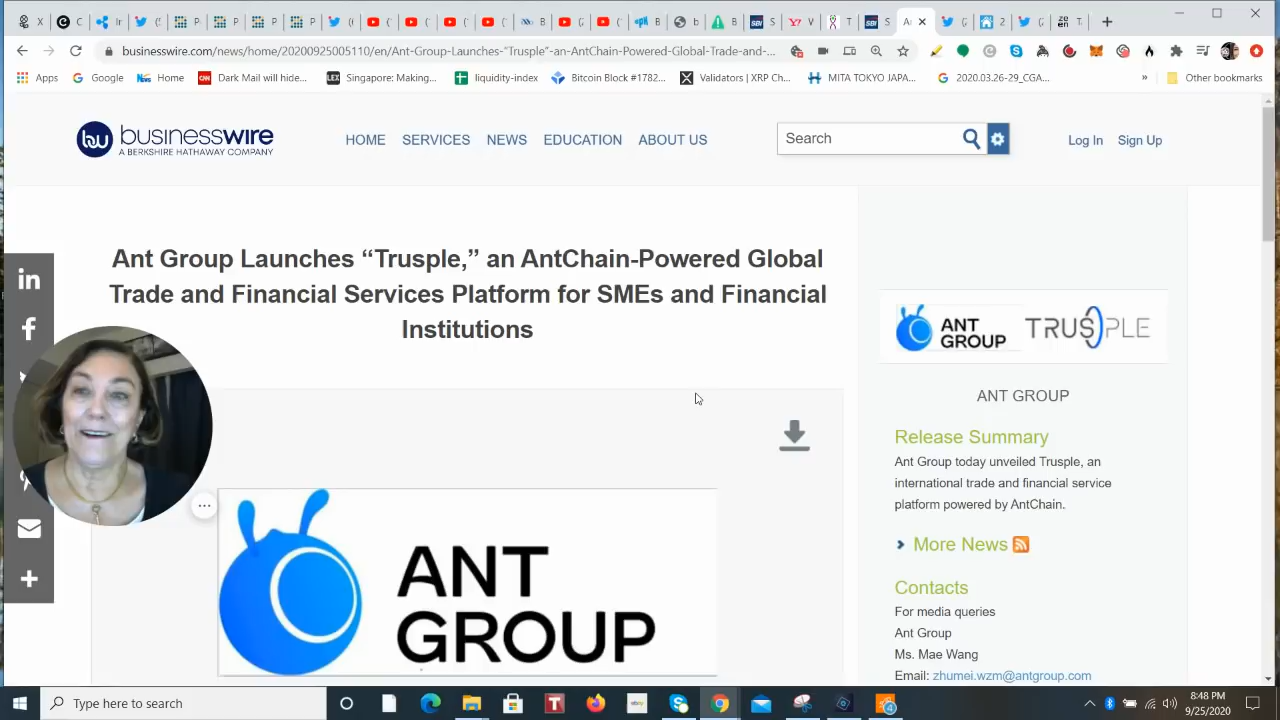 businesswire.com/news/home/20200925005110/en/Ant-Group-Launches-“Trusple”-an-AntChain-Powered-Global-Trade-and-...
Apps
Google
Home
Dark Mail will hide...
Singapore: Making...
liquidity-index
Bitcoin Block #1782...
Validators | XRP Ch...
MITA TOKYO JAPA...
2020.03.26-29_CGA...
»
Other bookmarks
businesswire
A BERKSHIRE HATHAWAY COMPANY
HOME
SERVICES
NEWS
EDUCATION
ABOUT US
Search
Log In
Sign Up
Ant Group Launches “Trusple,” an AntChain-Powered Global
Trade and Financial Services Platform for SMEs and Financial
Institutions
ANT
GROUP
TRUSPLE
ANT GROUP
Release Summary
Ant Group today unveiled Trusple, an
international trade and financial service
platform powered by AntChain.
More News
Contacts
For media queries
Ant Group
Ms. Mae Wang
Email: zhumei.wzm@antgroup.com
ANT
GROUP
Type here to search
8:48 PM
9/25/2020